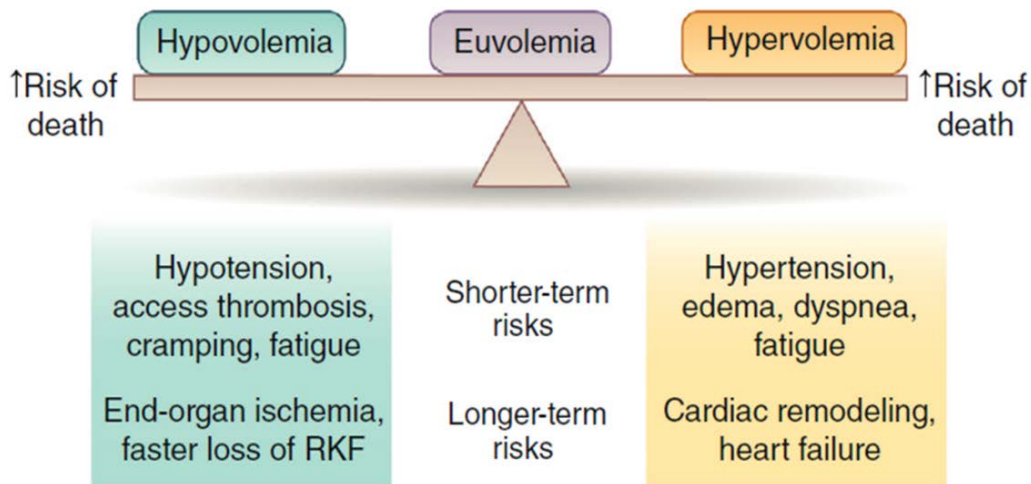 Hypovolemia
Euvolemia
Hypervolemia
↑Risk of
death
↑Risk of
death
Hypotension,
access thrombosis,
cramping, fatigue
Shorter-term
risks
Hypertension,
edema, dyspnea,
fatigue
End-organ ischemia,
faster loss of RKF
Longer-term
risks
Cardiac remodeling,
heart failure